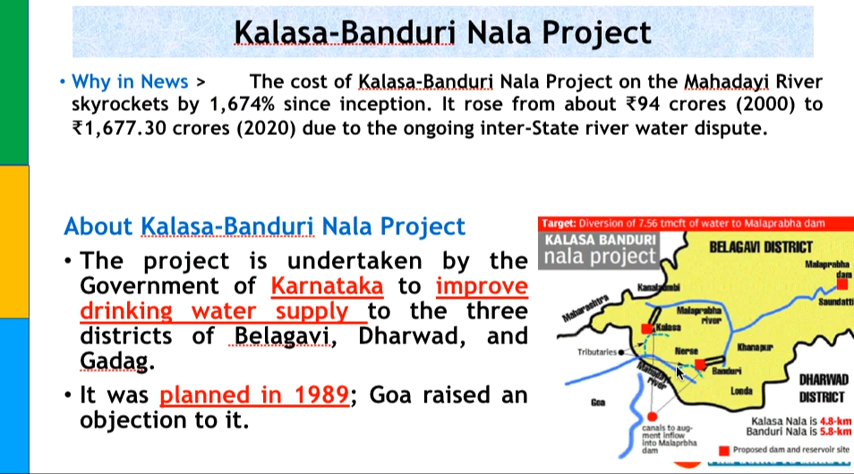 Kalasa-Banduri Nala Project
• Why in News > The cost of Kalasa-Banduri Nala Project on the Mahadayi River
skyrockets by 1,674% since inception. It rose from about ₹94 crores (2000) to
₹1,677.30 crores (2020) due to the ongoing inter-State river water dispute.
About Kalasa-Banduri Nala Project
• The project is undertaken by the
Government of Karnataka to improve
drinking water supply to the three
districts of Belagavi, Dharwad, and
Gadag.
• It was planned in 1989; Goa raised an
objection to it.
Target: Diversion of 7.56 tmcft of water to Malaprabha dam
KALASA BANDURI
nala project
BELAGAVI DISTRICT
Malaprabha
dam
Saundatti
Maharashtra
Malaprabha
river
Kalasa
Tributaries
Nerse
Khanapur
Banduri
Mahadayi
river
Londa
Goa
DHARWAD
DISTRICT
canals to aug-
ment inflow
into Malaprbha
dam
Kalasa Nala is 4.8-km
Banduri Nala is 5.8-km
Proposed dam and reservoir site